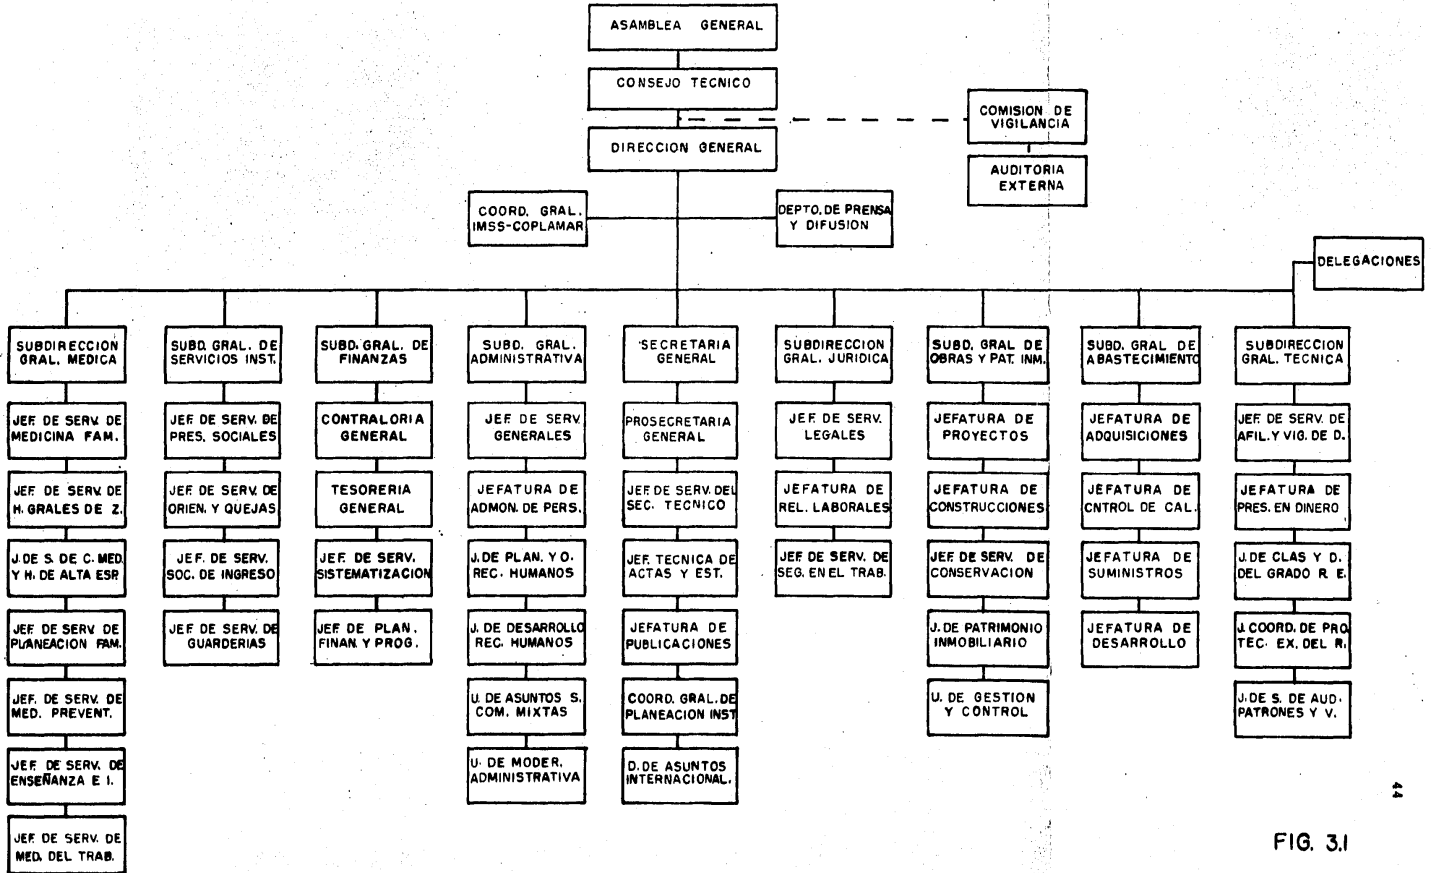 ASAMBLEA GENERAL
CONSEJO TECNICO
COMISION DE
VIGILANCIA
DIRECCION GENERAL
AUDITORIA
EXTERNA
COORD. GRAL.
IMSS-COPLAMAR
DEPTO. DE PRENSA
Y DIFUSION
DELEGACIONES
SUBDIRECCION
GRAL. MEDICA
JEF. DE SERV. DE
MEDICINA FAM.
JEF. DE SERV. DE
H. GRALES DE Z.
J. DE S. DE C. MED.
Y H. DE ALTA ESP.
JEF. DE SERV. DE
PLANEACION FAM.
JEF. DE SERV. DE
MED. PREVENT.
JEF. DE SERV. DE
ENSEÑANZA E I.
JEF. DE SERV. DE
MED. DEL TRAB.
SUBD. GRAL. DE
SERVICIOS INST.
JEF. DE SERV. DE
PRES. SOCIALES
JEF. DE SERV. DE
ORIEN. Y QUEJAS
JEF. DE SERV.
SOC. DE INGRESO
JEF. DE SERV. DE
GUARDERIAS
SUBD. GRAL. DE
FINANZAS
CONTRALORIA
GENERAL
TESORERIA
GENERAL
JEF. DE SERV.
SISTEMATIZACION
JEF. DE PLAN.
FINAN. Y PROG.
SUBD. GRAL.
ADMINISTRATIVA
JEF. DE SERV.
GENERALES
JEFATURA DE
ADMON. DE PERS.
J. DE PLAN. Y O.
REC. HUMANOS
J. DE DESARROLLO
REC. HUMANOS
U. DE ASUNTOS S.
COM. MIXTAS
U. DE MODER.
ADMINISTRATIVA
SECRETARIA
GENERAL
PROSECRETARIA
GENERAL
JEF. DE SERV. DEL
SEC. TECNICO
JEF. TECNICA DE
ACTAS Y EST.
JEFATURA DE
PUBLICACIONES
COORD. GRAL. DE
PLANEACION INST
D. DE ASUNTOS
INTERNACIONAL.
SUBDIRECCION
GRAL. JURIDICA
JEF. DE SERV.
LEGALES
JEFATURA DE
REL. LABORALES
JEF. DE SERV. DE
SEG. EN EL TRAB.
SUBD. GRAL DE
OBRAS Y PAT. INM.
JEFATURA DE
PROYECTOS
JEFATURA DE
CONSTRUCCIONES
JEF. DE SERV. DE
CONSERVACION
J. DE PATRIMONIO
INMOBILIARIO
U. DE GESTION
Y CONTROL
SUBD. GRAL DE
ABASTECIMIENTO
JEFATURA DE
ADQUISICIONES
JEFATURA DE
CNTROL DE CAL.
JEFATURA DE
SUMINISTROS
JEFATURA DE
DESARROLLO
SUBDIRECCION
GRAL. TECNICA
JEF. DE SERV. DE
AFIL. Y VIG. DE D.
JEFATURA DE
PRES. EN DINERO
J. DE CLAS Y D.
DEL GRADO R. E.
J. COORD. DE PRO.
TEC. EX. DEL R.
J. DE S. DE AUD.
PATRONES Y V.
44
FIG. 3.1